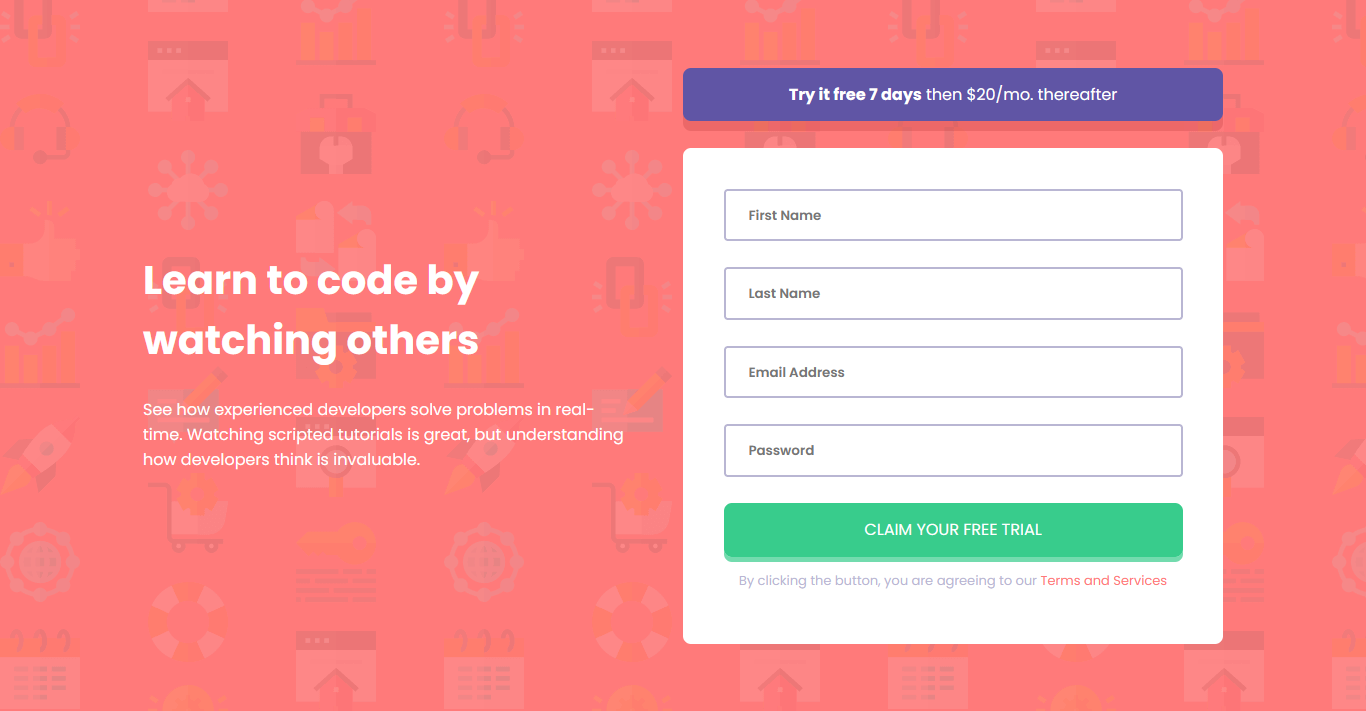 Learn to code by
watching others
See how experienced developers solve problems in real-
time. Watching scripted tutorials is great, but understanding
how developers think is invaluable.
Try it free 7 days then $20/mo. thereafter
First Name
Last Name
Email Address
Password
CLAIM YOUR FREE TRIAL
By clicking the button, you are agreeing to our Terms and Services